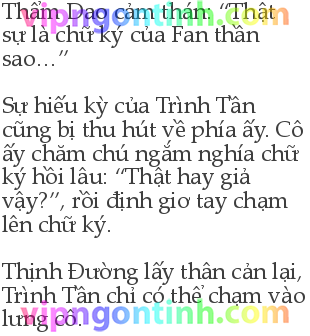 Thẩm Dao cảm thán: “Thật
sự là chữ ký của Fan thần
sao…”
Sự hiếu kỳ của Trình Tần
cũng bị thu hút về phía ấy. Cô
ấy chăm chú ngắm nghía chữ
ký hồi lâu: “Thật hay giả
vậy?”, rồi định giơ tay chạm
lên chữ ký.
Thịnh Đường lấy thân cản lại,
Trình Tần chỉ có thể chạm vào
lưng cô.
vipngontinh.com
vipngontinh.com